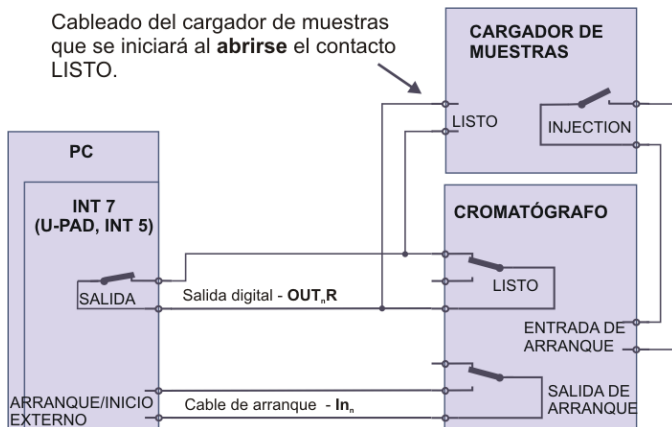 Cableado del cargador de muestras
que se iniciará al abrirse el contacto
LISTO.
CARGADOR DE
MUESTRAS
LISTO
INJECTION
PC
INT 7
(U-PAD, INT 5)
SALIDA
Salida digital - OUTnR
CROMATÓGRAFO
LISTO
ENTRADA DE
ARRANQUE
ARRANQUE/INICIO
EXTERNO
Cable de arranque - Inn
SALIDA DE
ARRANQUE